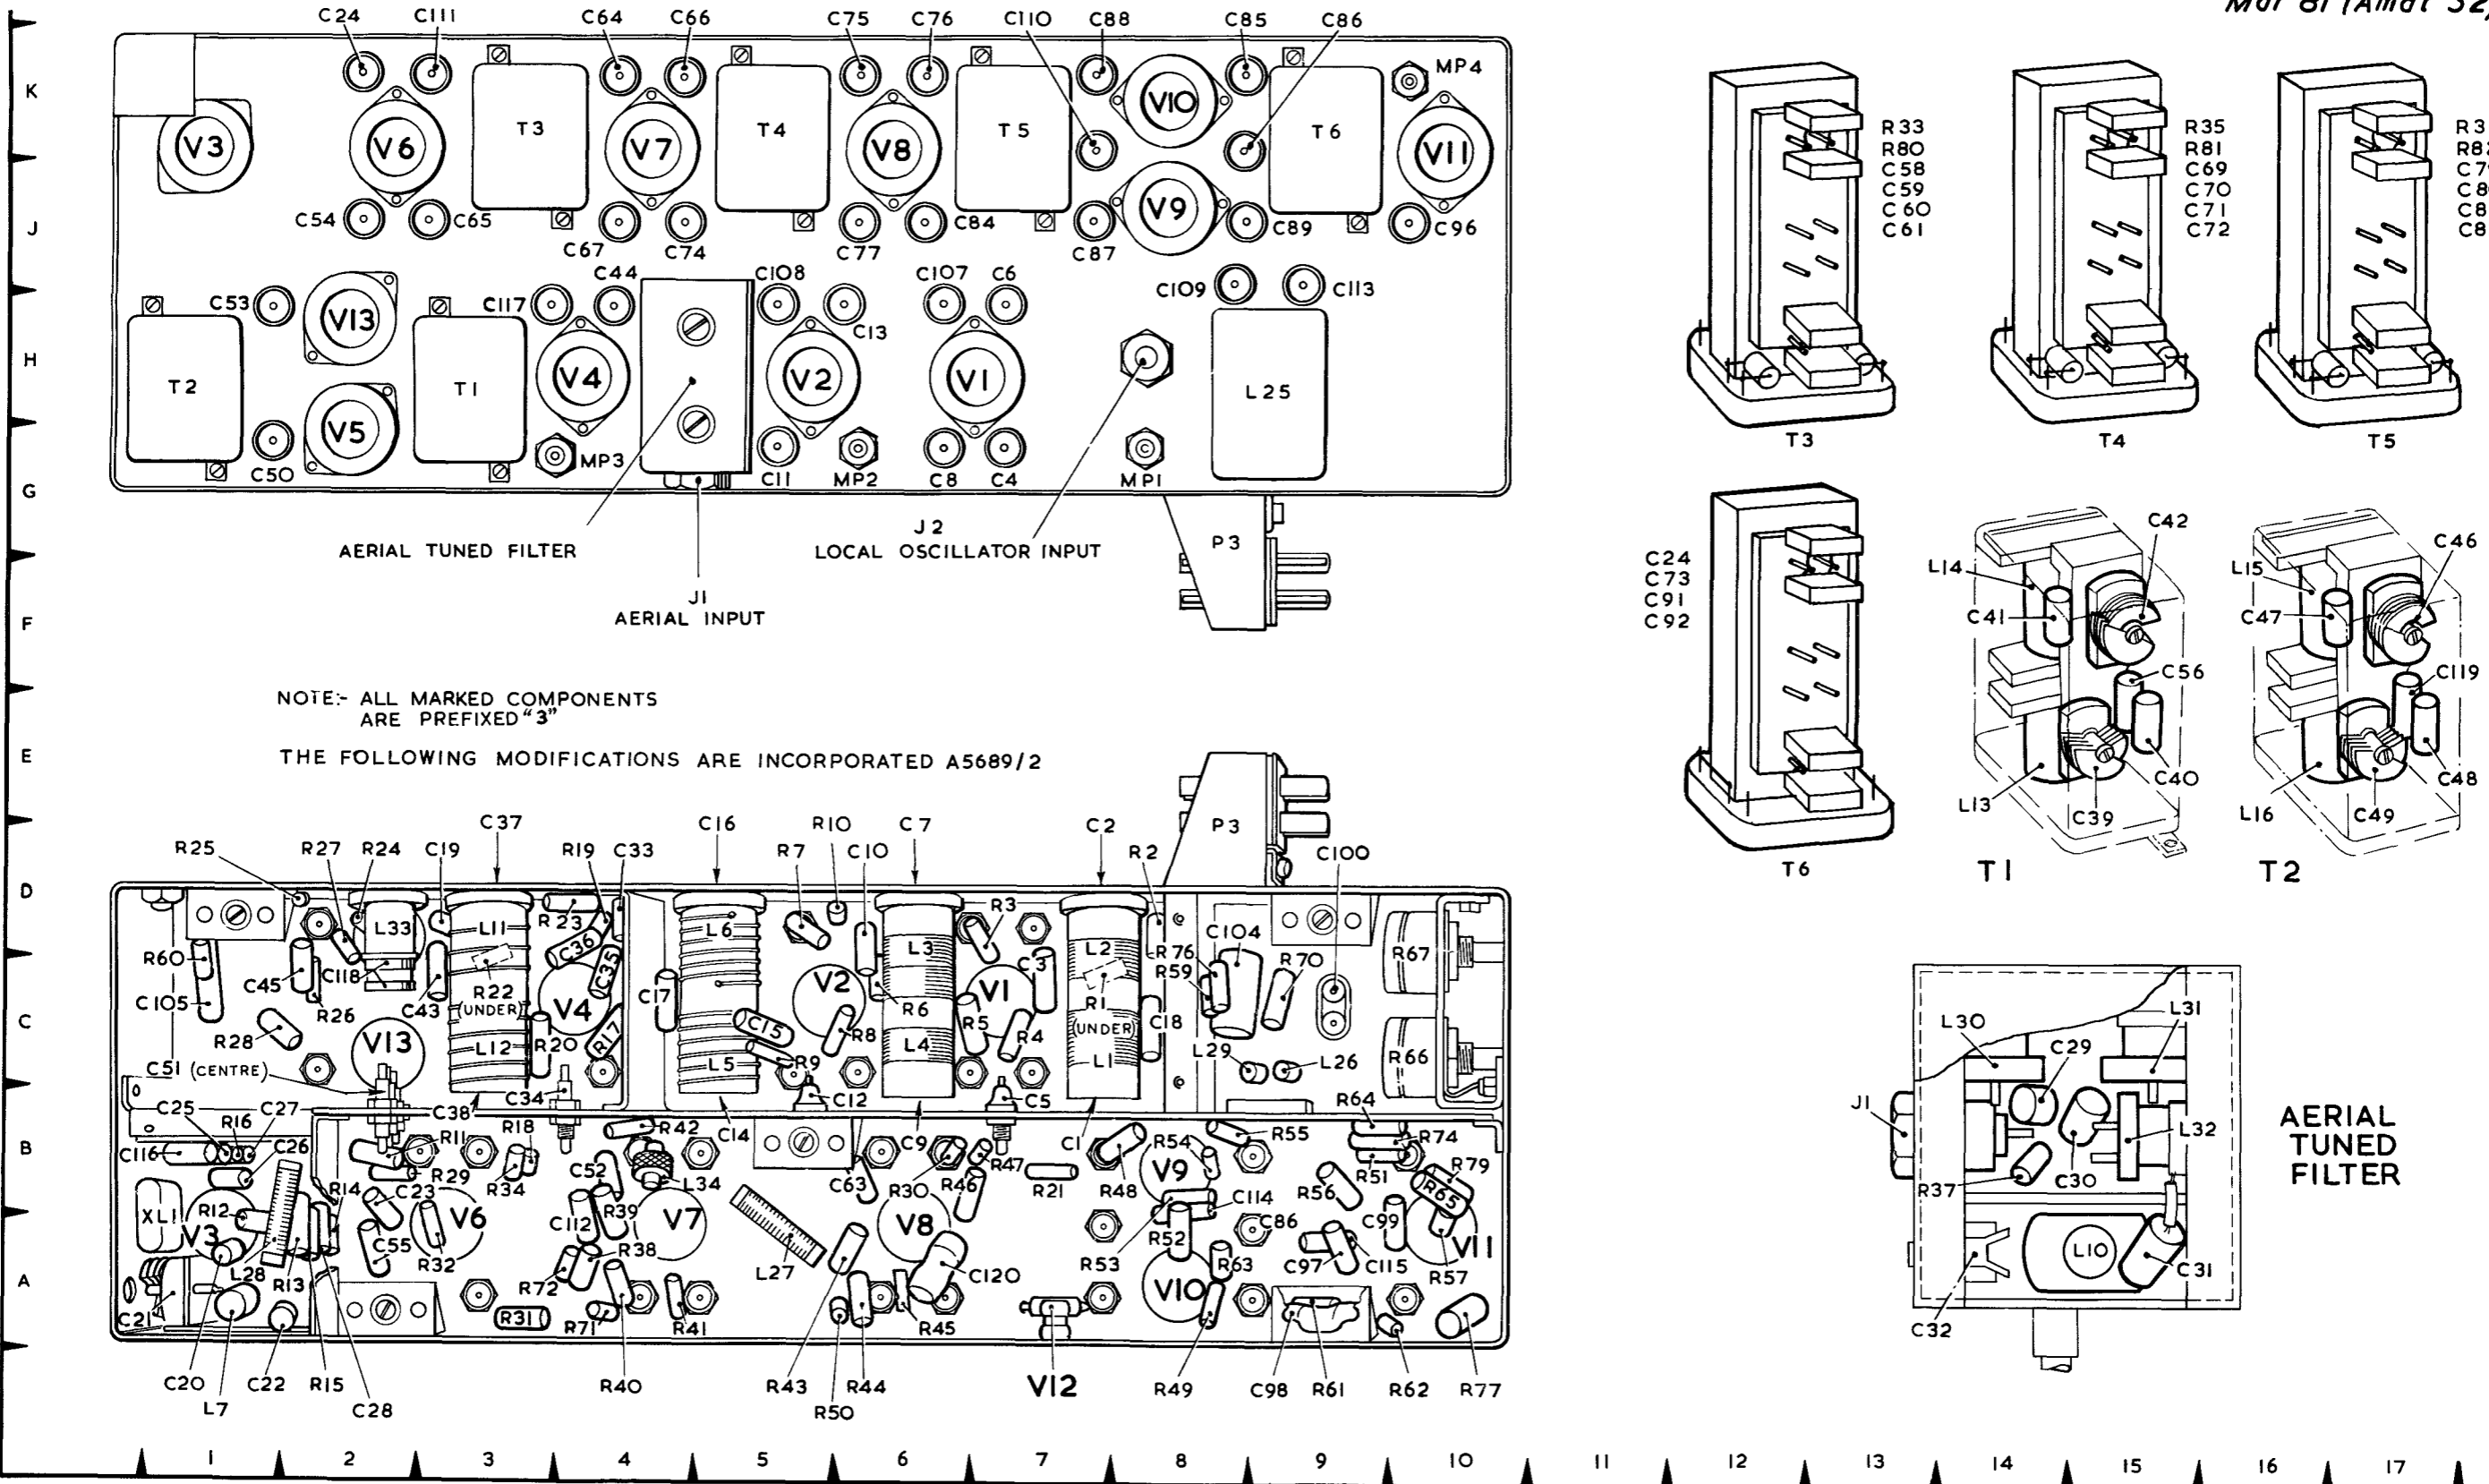 Mar 81 (Amdt 52)
C24 C111 C64 C66 C75 C76 C110 C88 C85 C86
K
MP4
V3 V6 T3 V7 T4 V8 T5 V10 T6 V11
V9
J
C54 C65 C67 C74 C77 C84 C87 C89 C96
C53 C117 C44 C108 C13 C107 C6 C109 C113
H
T2 V13 T1 V4 V2 V1 L25
V5
C50 MP3 C11 MP2 C8 C4 MP1
G
AERIAL TUNED FILTER
J2
LOCAL OSCILLATOR INPUT
P3
J1
AERIAL INPUT
F
R33
R80
C58
C59
C60
C61
T3
R35
R81
C69
C70
C71
C72
T4
T5
C24
C73
C91
C92
T6
C42
L14
C41
C56
C40
L13
C39
T1
C46
L15
C47
C119
C48
L16
C49
T2
NOTE:- ALL MARKED COMPONENTS
ARE PREFIXED "3"
E
THE FOLLOWING MODIFICATIONS ARE INCORPORATED A5689/2
C37 C16 R10 C7 C2 P3
R25 R27 R24 C19 R19 C33 R7 C10 R2 C100
D
L33 L11 R23 L6 L3 R3 L2 C104
R60 C45 C118 C36 C35 C3 R76 R59 R70 R67
C105 R26 C43 R22 V4 C17 V2 R6 V1 R1
C
R28 V13 (UNDER) R17 C15 R8 R5 R4 (UNDER) C18
C51 (CENTRE) L12 R20 L5 R9 L4 L1 L29 L26 R66
C25 R16 C27 C38 C34 C12 C5 R64
B
C116 C26 R11 R18 R42 C14 C9 C1 R54 R55 R74
R29 R34 C52 L34 C63 R30 R47 R46 R21 R48 V9 R56 R51 R79
XL1 R12 R14 C23 V6 C112 R39 V7 V8 C114 C86 C99 R65
V3 C55 R32 R38 L27 R53 R52 R63 V11
A
L28 R13 R72 C120 V10 C97 C115 R57
C21 R31 R71 R41 R45
C20 C22 R15 R40 R43 R44 V12 R49 C98 R61 R62 R77
L7 C28 R50
L30 L31
C29
J1 L32
R37 C30
L10
C31
C32
AERIAL
TUNED
FILTER
1 2 3 4 5 6 7 8 9 10 11 12 13 14 15 16 17